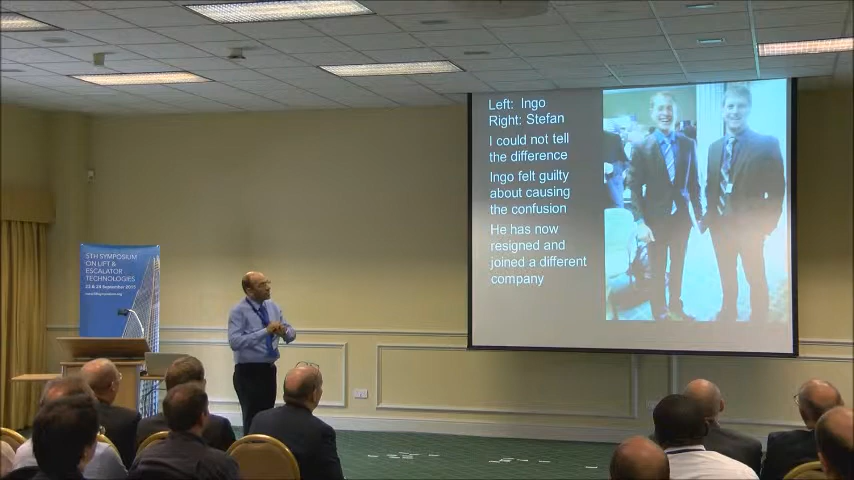 Left: Ingo
Right: Stefan
I could not tell
the difference
Ingo felt guilty
about causing
the confusion
He has now
resigned and
joined a different
company
5TH SYMPOSIUM
ON LIFT &
ESCALATOR
TECHNOLOGIES